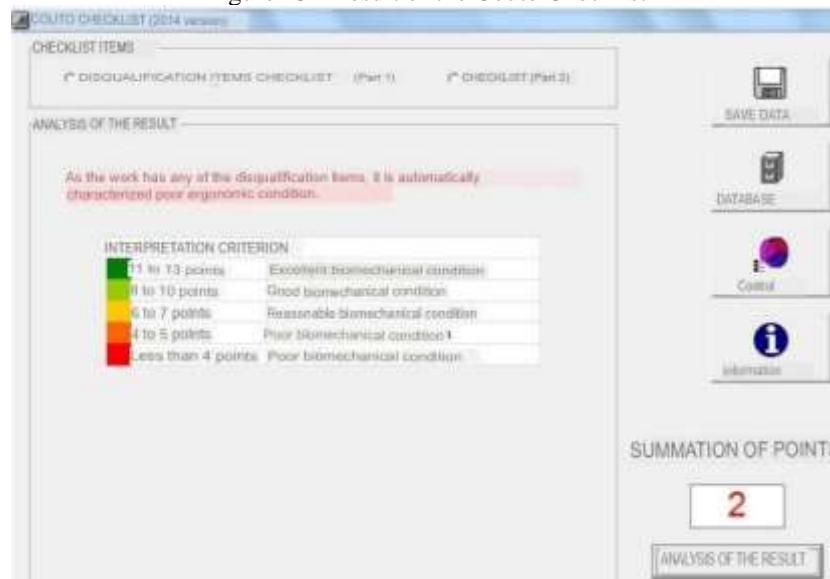 COUTO CHECKLIST (2014 version)
CHECKLIST ITEMS
DISQUALIFICATION ITEMS CHECKLIST (Part 1) CHECKLIST (Part 2)
SAVE DATA
ANALYSIS OF THE RESULT
As the work has any of the disqualification items, it is automatically
characterized poor ergonomic condition.
DATABASE
INTERPRETATION CRITERION
11 to 13 points Excellent biomechanical condition
8 to 10 points Good biomechanical condition
6 to 7 points Reasonable biomechanical condition
4 to 5 points Poor biomechanical condition
Less than 4 points Poor biomechanical condition
Control
Information
SUMMATION OF POINTS
2
ANALYSIS OF THE RESULT